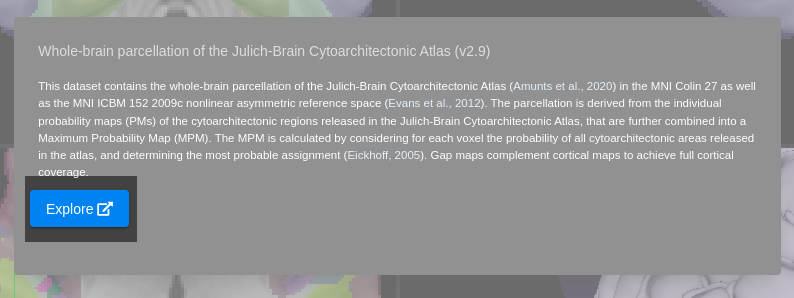 Whole-brain parcellation of the Julich-Brain Cytoarchitectonic Atlas (v2.9)
This dataset contains the whole-brain parcellation of the Julich-Brain Cytoarchitectonic Atlas (Amunts et al., 2020) in the MNI Colin 27 as well
as the MNI ICBM 152 2009c nonlinear asymmetric reference space (Evans et al., 2012). The parcellation is derived from the individual
probability maps (PMs) of the cytoarchitectonic regions released in the Julich-Brain Cytoarchitectonic Atlas, that are further combined into a
Maximum Probability Map (MPM). The MPM is calculated by considering for each voxel the probability of all cytoarchitectonic areas released
in the atlas, and determining the most probable assignment (Eickhoff, 2005). Gap maps complement cortical maps to achieve full cortical
coverage.
Explore